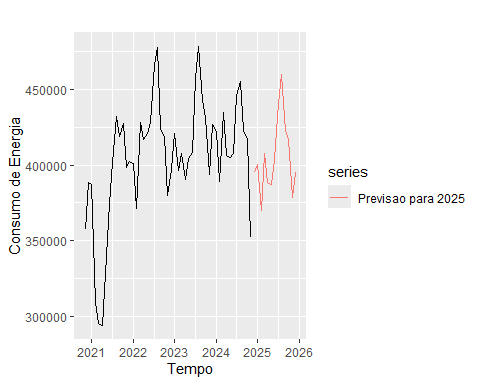 Consumo de Energia
450000
400000
350000
300000
2021 2022 2023 2024 2025 2026
Tempo
series
Previsao para 2025